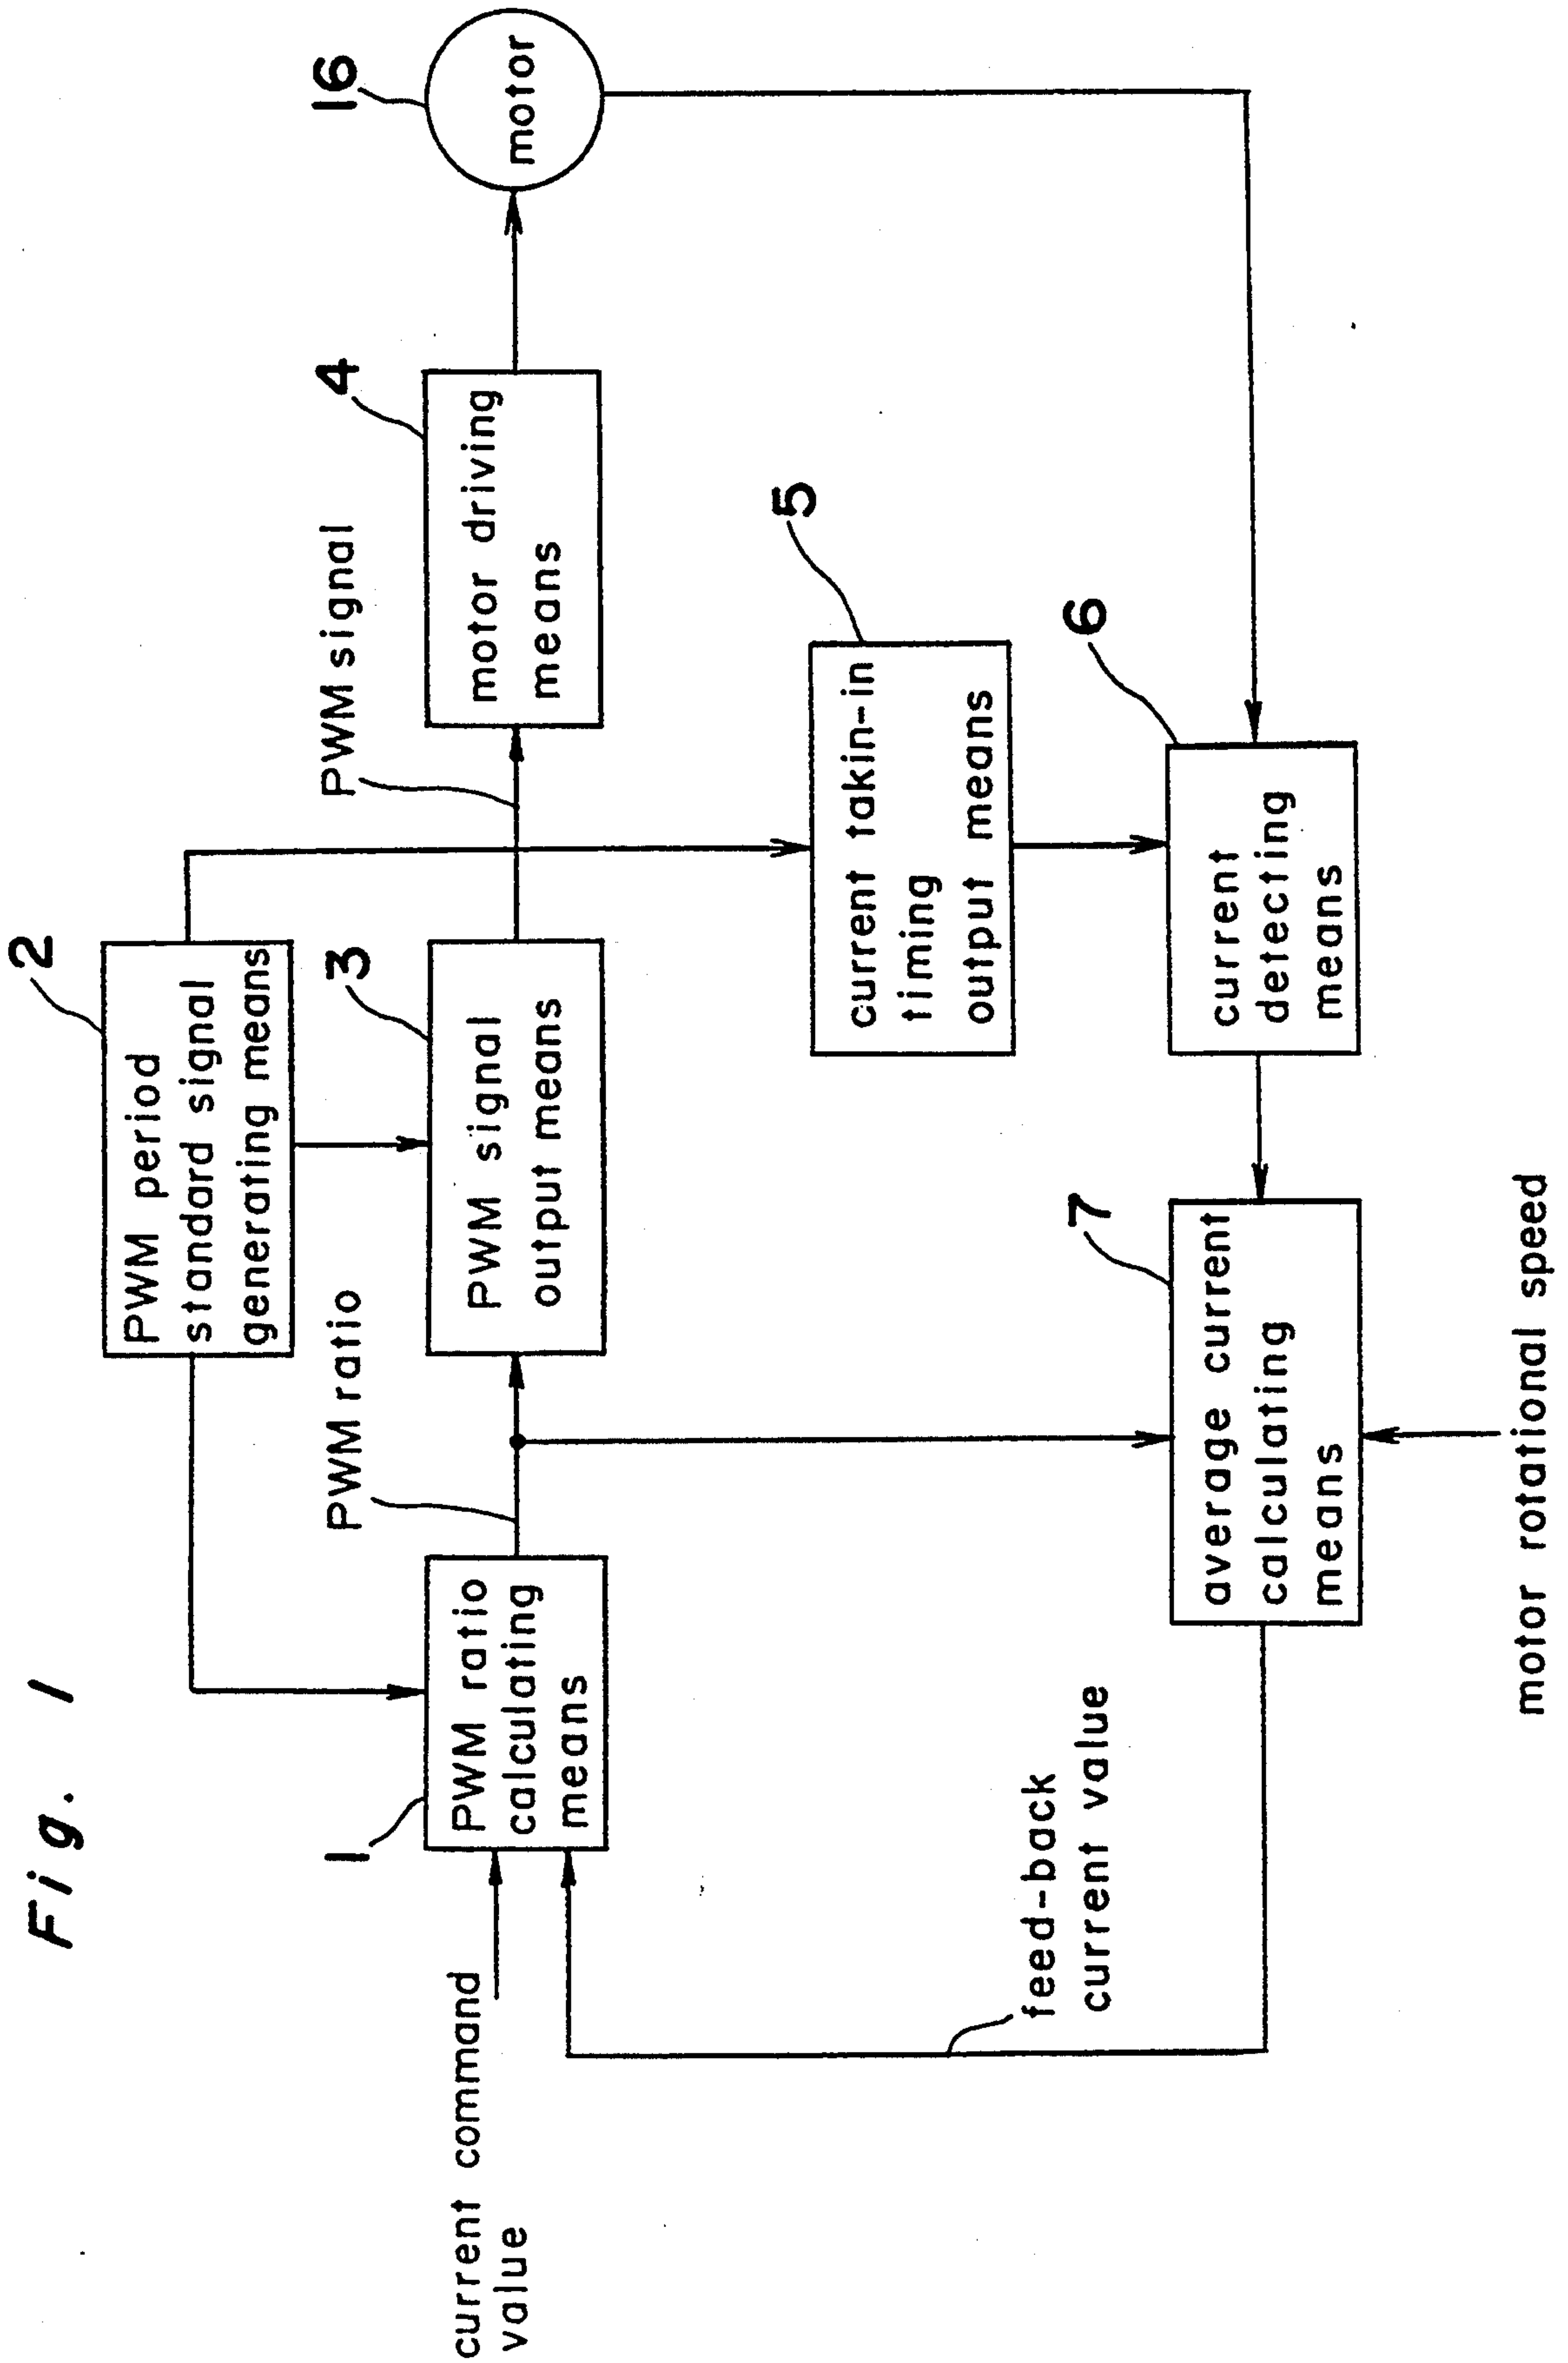 Fig. 1
2
PWM period
standard signal
generating means
16
motor
4
motor driving
means
PWM signal
3
PWM signal
output means
PWM ratio
1
PWM ratio
calculating
means
current command
value
5
current takin-in
timing
output means
6
current
detecting
means
7
average current
calculating
means
feed-back
current value
motor rotational speed